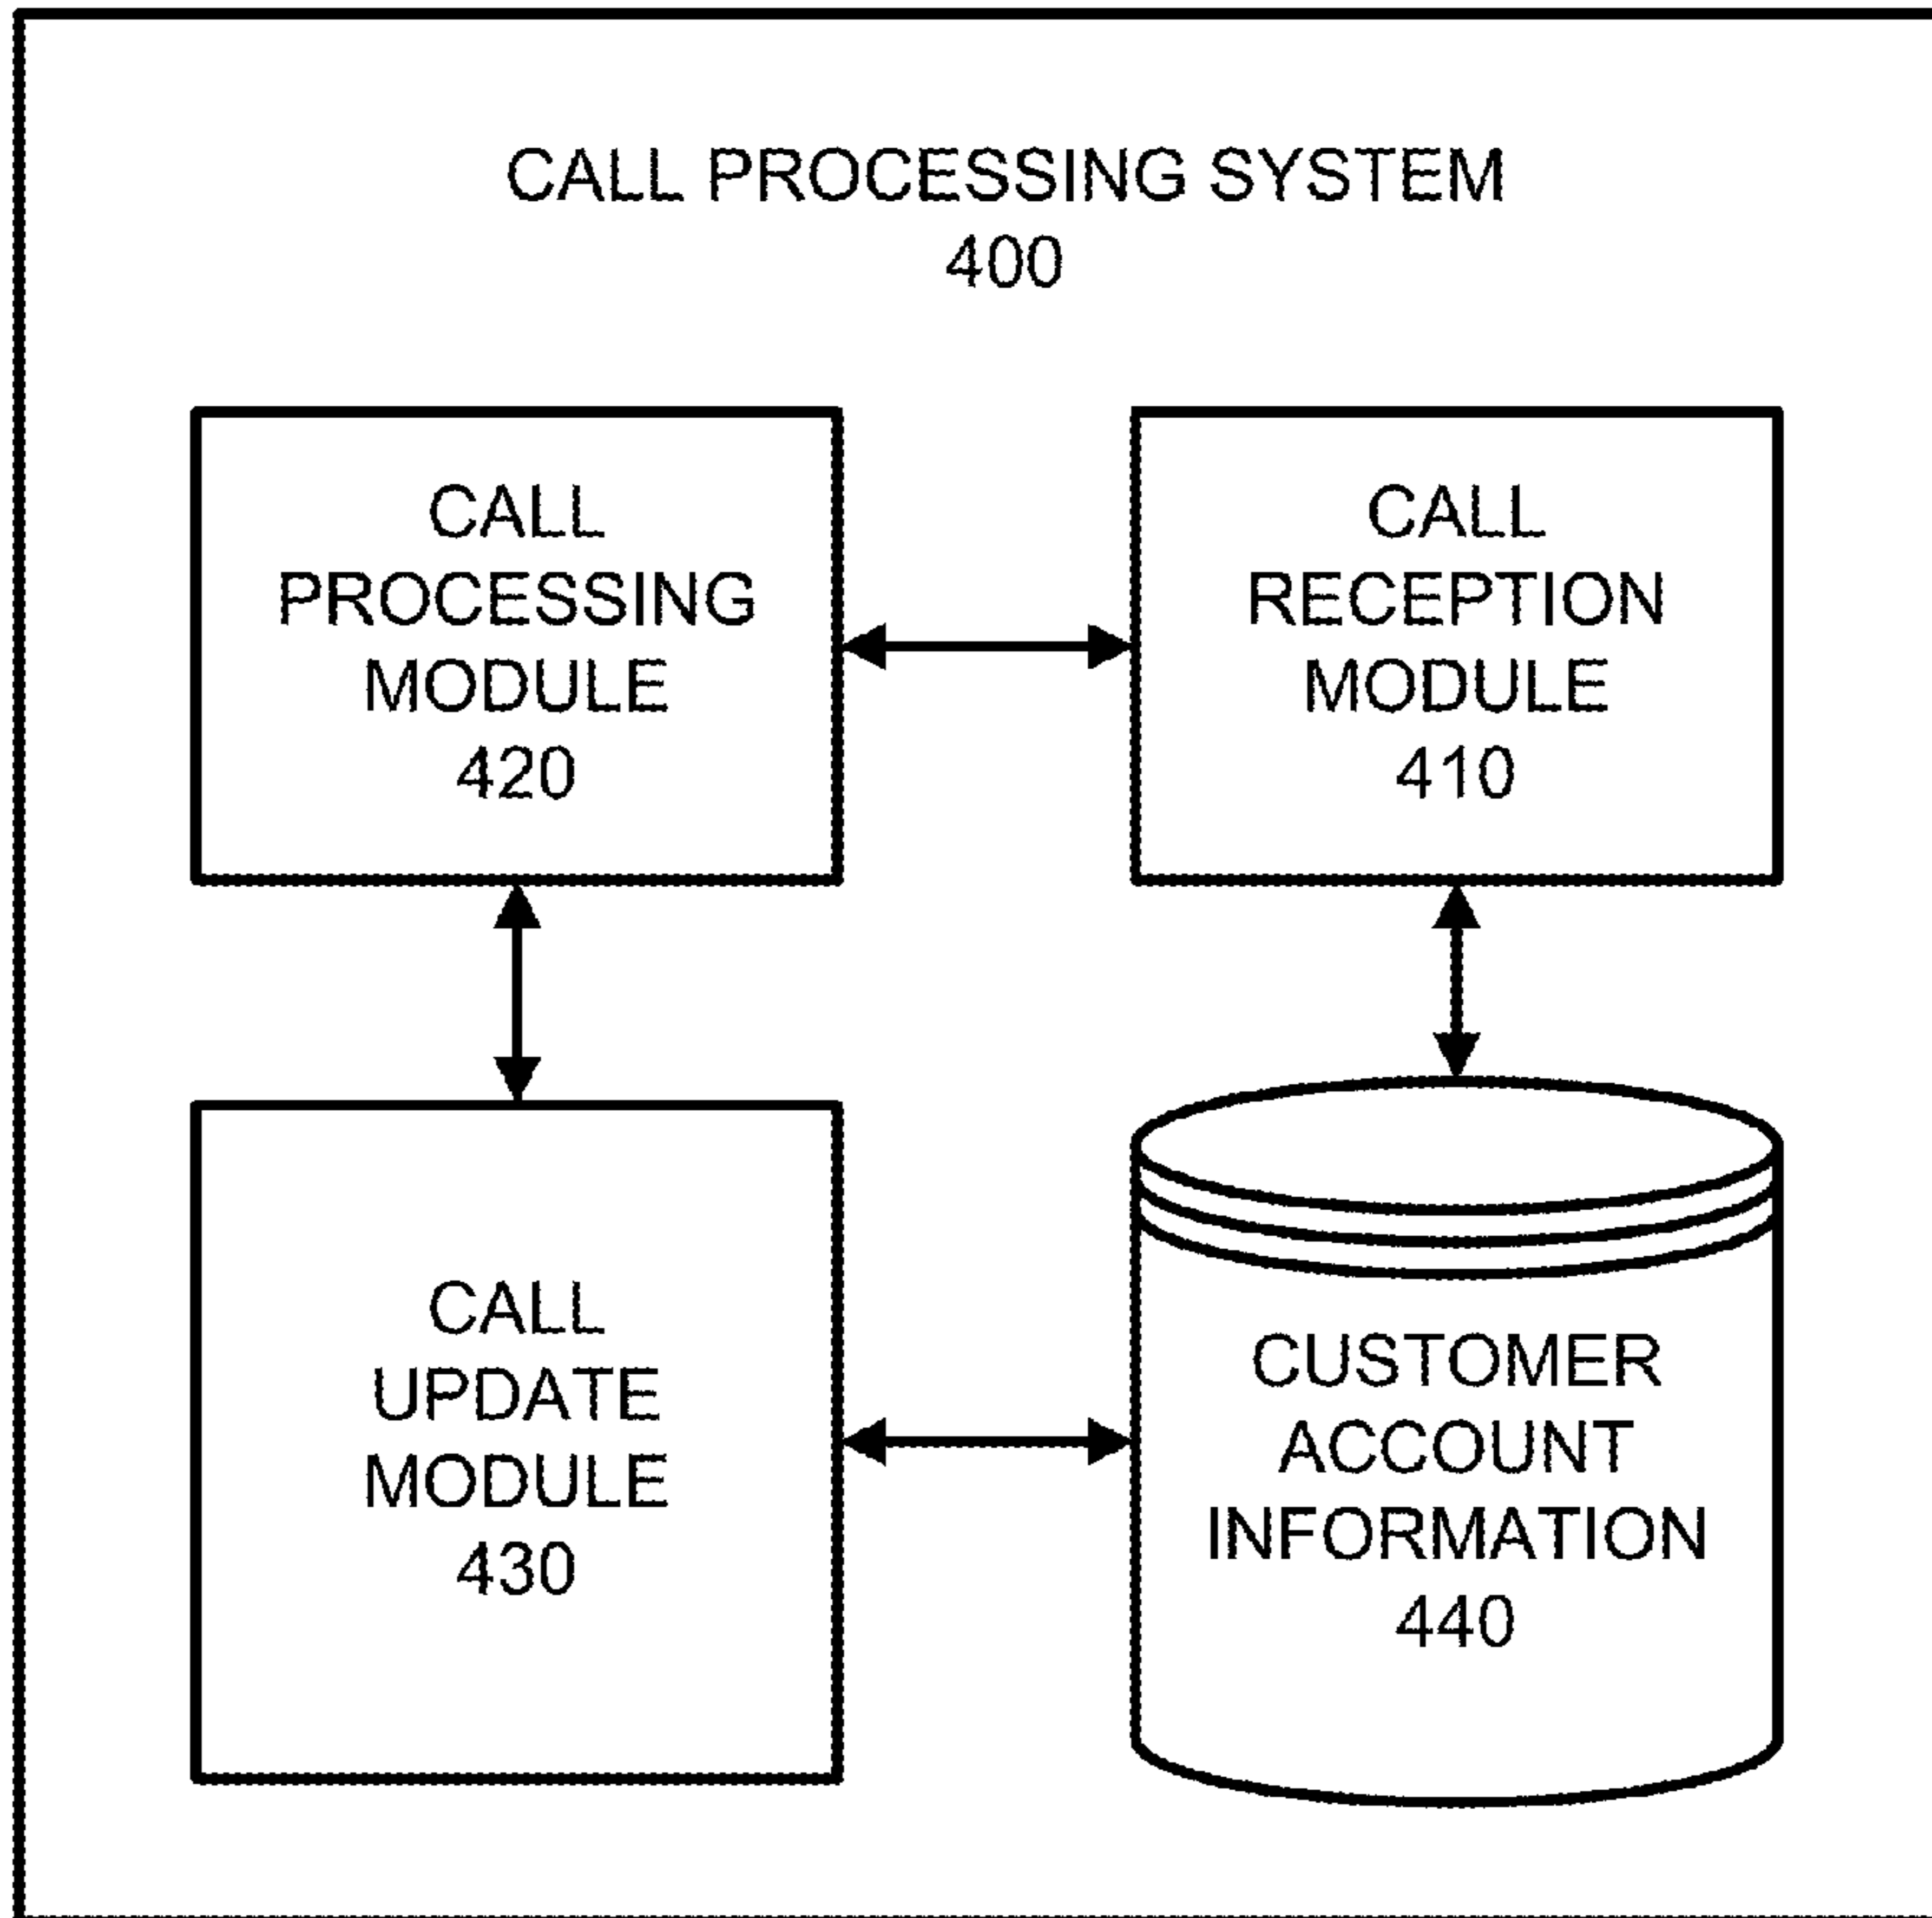 CALL PROCESSING SYSTEM
400
CALL
PROCESSING
MODULE
420
CALL
RECEPTION
MODULE
410
CALL
UPDATE
MODULE
430
CUSTOMER
ACCOUNT
INFORMATION
440